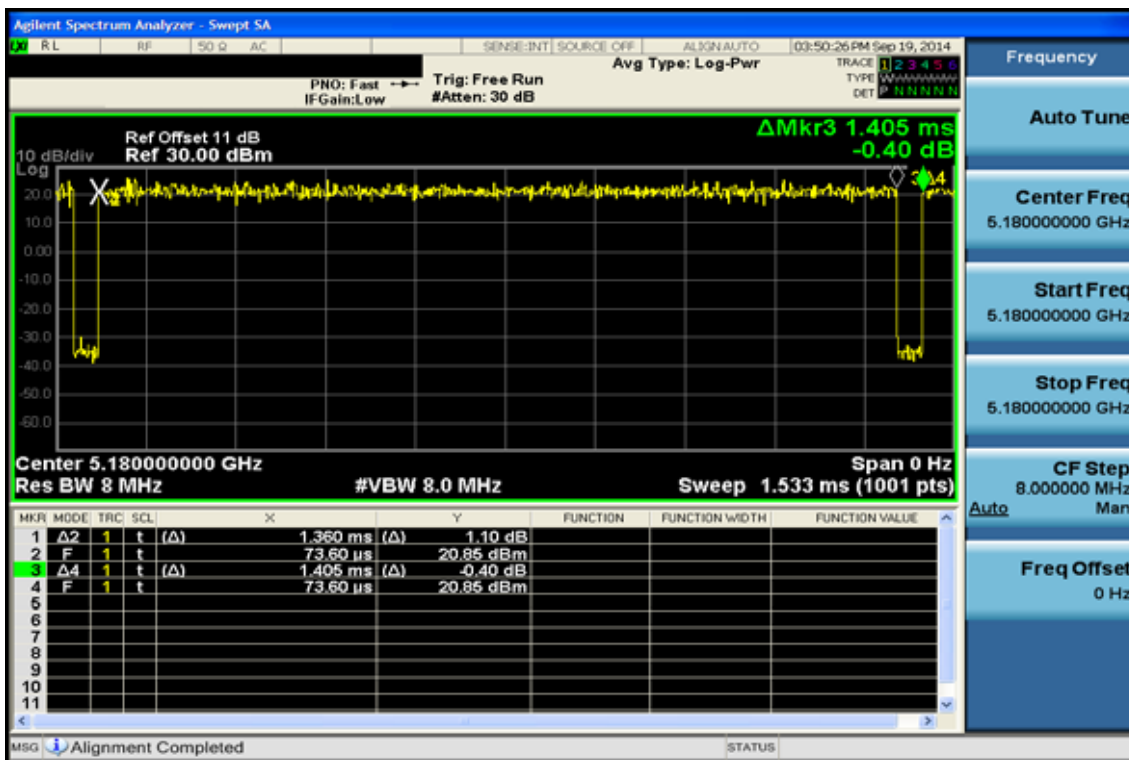 Agilent Spectrum Analyzer - Swept SA
LXI RL RF 50 Ω AC SENSE:INT SOURCE OFF ALIGN AUTO 03:50:26 PM Sep 19, 2014
Frequency
Avg Type: Log-Pwr
TRACE 1 2 3 4 5 6
PNO: Fast Trig: Free Run
TYPE WWWWWW
IFGain:Low #Atten: 30 dB
DET P N N N N N
Auto Tune
ΔMkr3 1.405 ms
-0.40 dB
Ref Offset 11 dB
10 dB/div Ref 30.00 dBm
Log
3Δ4
20.0
10.0
0.00
-10.0
-20.0
-30.0
-40.0
-50.0
-60.0
Center 5.180000000 GHz Span 0 Hz
Res BW 8 MHz #VBW 8.0 MHz Sweep 1.533 ms (1001 pts)
Center Freq
5.180000000 GHz
Start Freq
5.180000000 GHz
Stop Freq
5.180000000 GHz
CF Step
8.000000 MHz
Auto Man
Freq Offset
0 Hz
MKR MODE TRC SCL X Y FUNCTION FUNCTION WIDTH FUNCTION VALUE
1 Δ2 1 t (Δ) 1.360 ms (Δ) 1.10 dB
2 F 1 t 73.60 µs 20.85 dBm
3 Δ4 1 t (Δ) 1.405 ms (Δ) -0.40 dB
4 F 1 t 73.60 µs 20.85 dBm
5
6
7
8
9
10
11
MSG Alignment Completed STATUS